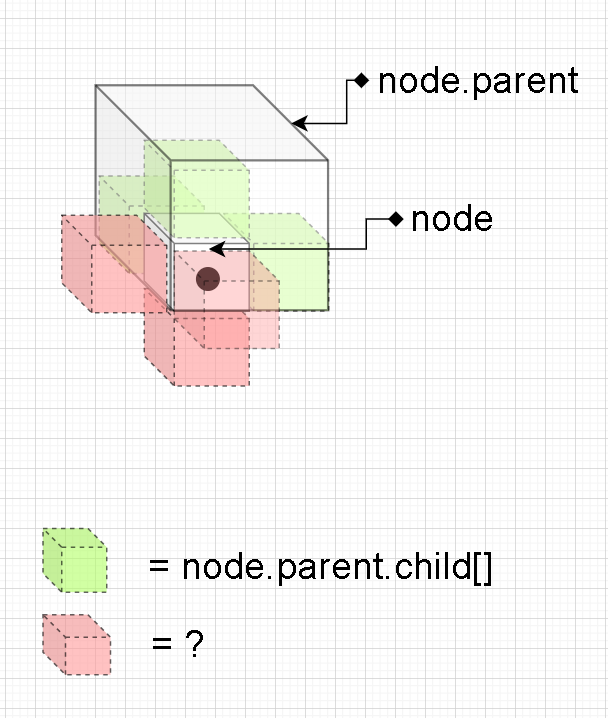 node.parent
node
= node.parent.child[]
= ?